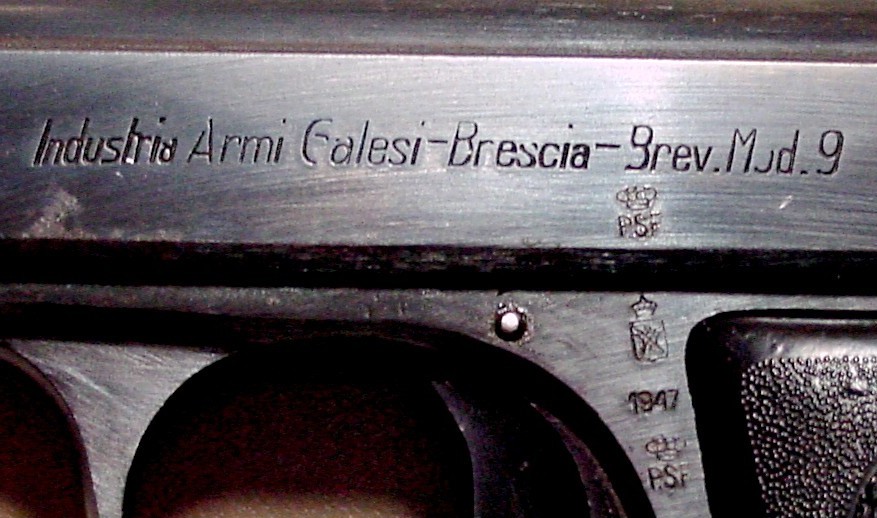 Industria Armi Galesi-Brescia-Brev. Mod. 9
PSF
1947
PSF